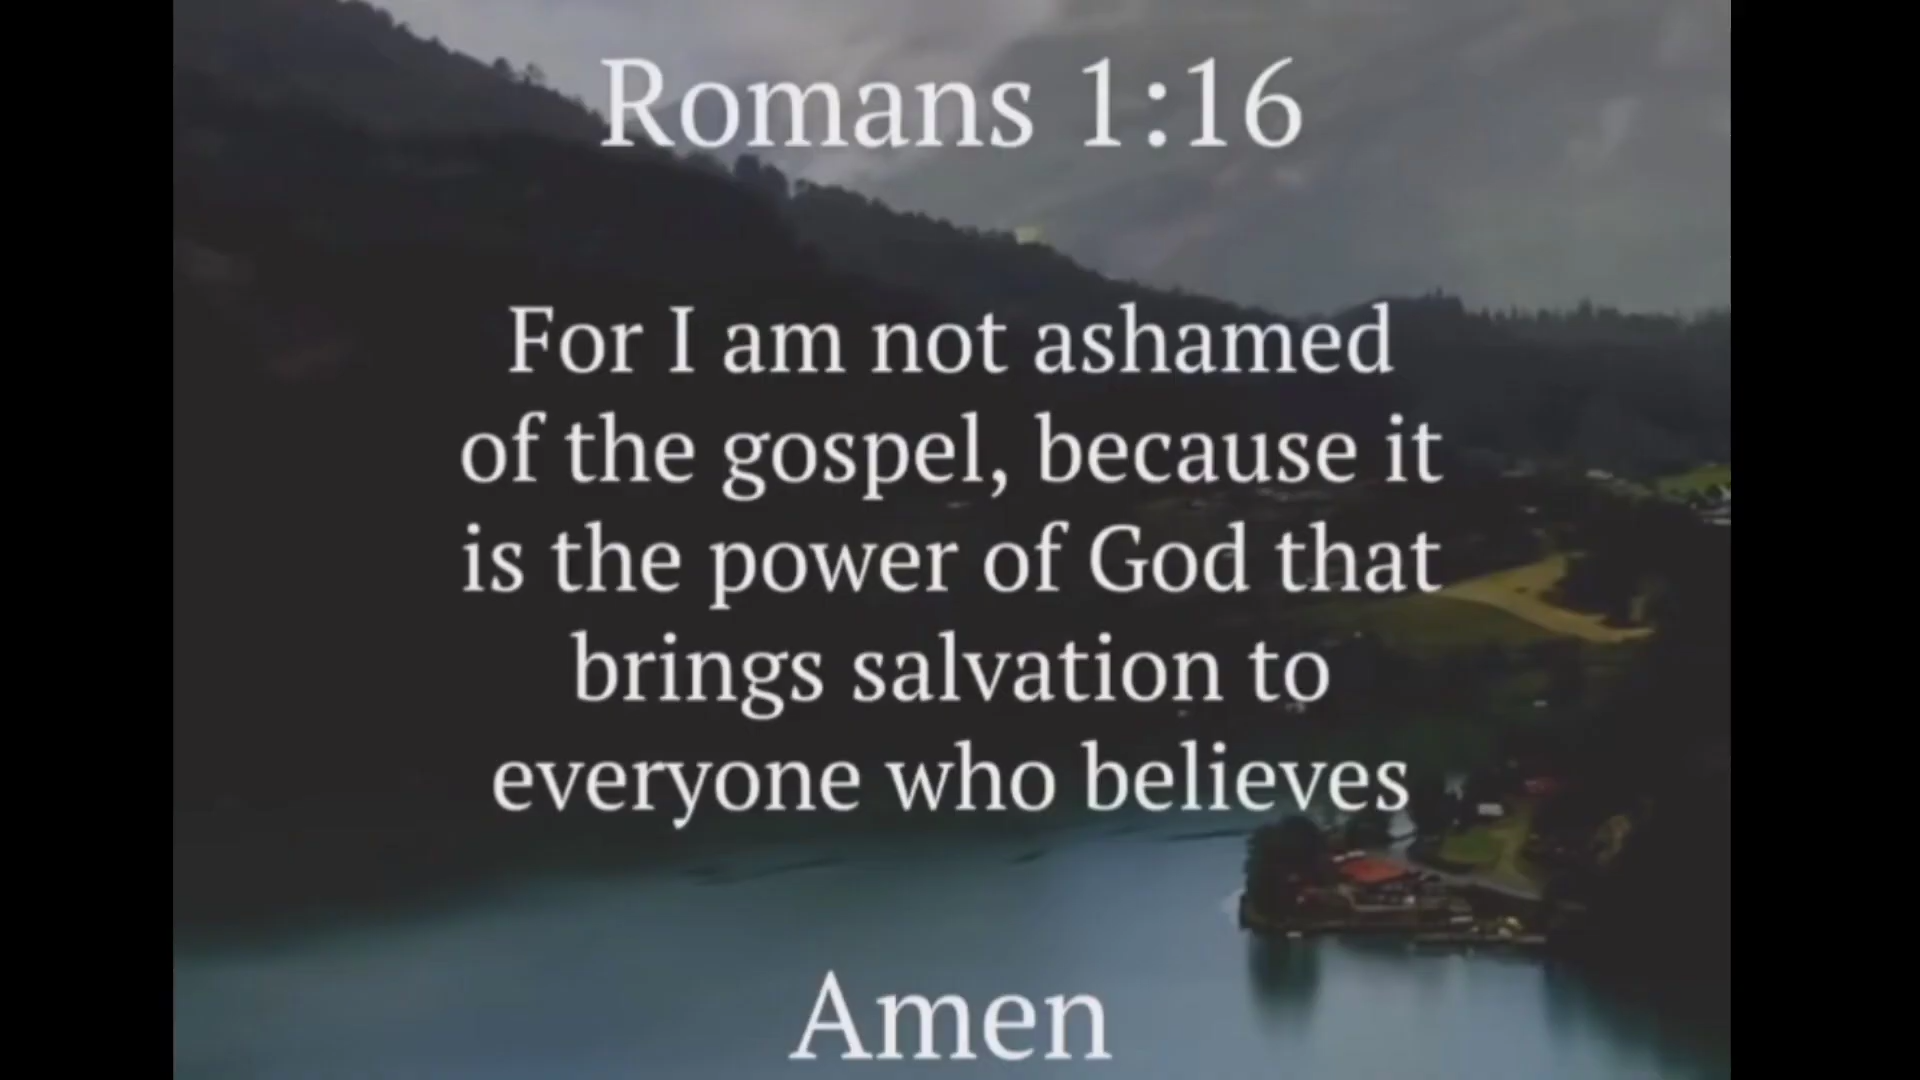 Romans 1:16
For I am not ashamed
of the gospel, because it
is the power of God that
brings salvation to
everyone who believes
Amen